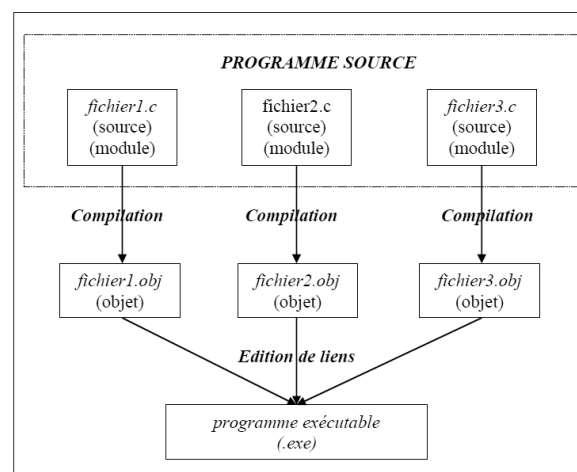 PROGRAMME SOURCE
fichier1.c
(source)
(module)
fichier2.c
(source)
(module)
fichier3.c
(source)
(module)
Compilation
Compilation
Compilation
fichier1.obj
(objet)
fichier2.obj
(objet)
fichier3.obj
(objet)
Edition de liens
programme exécutable
(.exe)